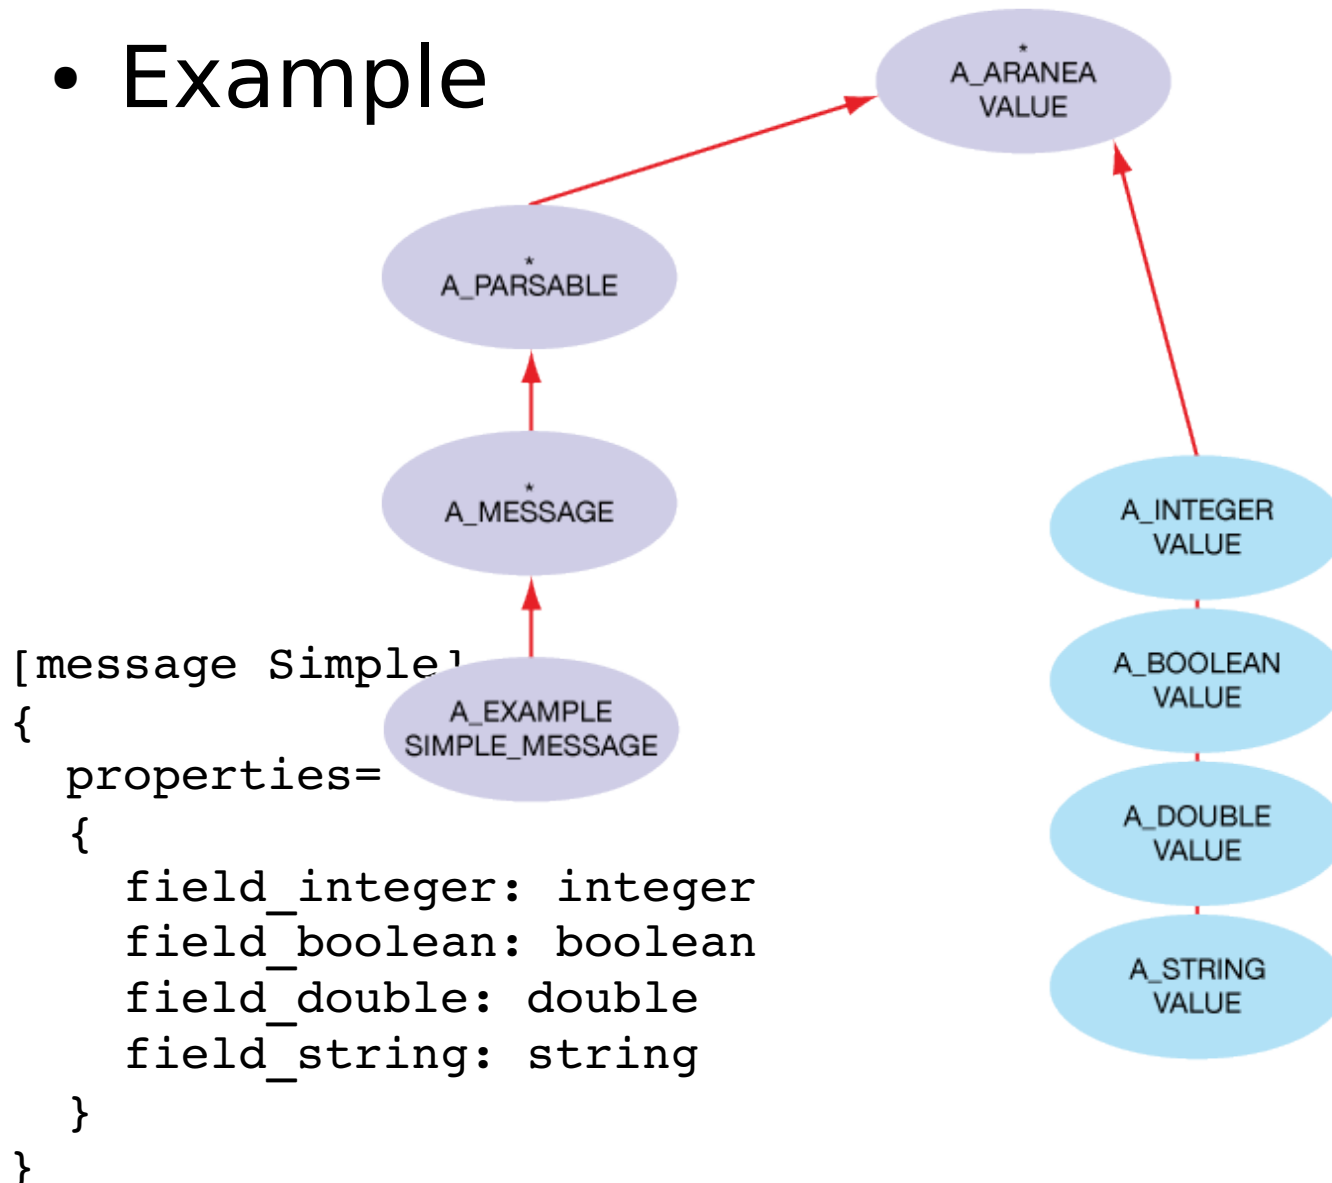 • Example
*
A_ARANEA
VALUE
*
A_PARSABLE
*
A_MESSAGE
A_EXAMPLE
SIMPLE_MESSAGE
A_INTEGER
VALUE
A_BOOLEAN
VALUE
A_DOUBLE
VALUE
A_STRING
VALUE
[message Simple]
{
properties=
{
field_integer: integer
field_boolean: boolean
field_double: double
field_string: string
}
}